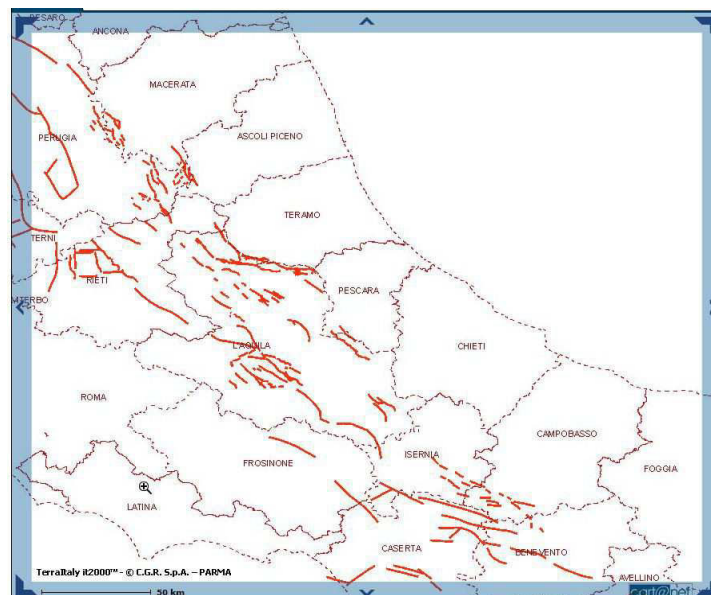 PESARO
ANCONA
MACERATA
PERUGIA
ASCOLI PICENO
TERAMO
TERNI
RIETI
VITERBO
PESCARA
L'AQUILA
CHIETI
ROMA
CAMPOBASSO
ISERNIA
FROSINONE
FOGGIA
LATINA
CASERTA
BENEVENTO
AVELLINO
TerraItaly it2000™ - © C.G.R. S.p.A. – PARMA
50 km
cart@net